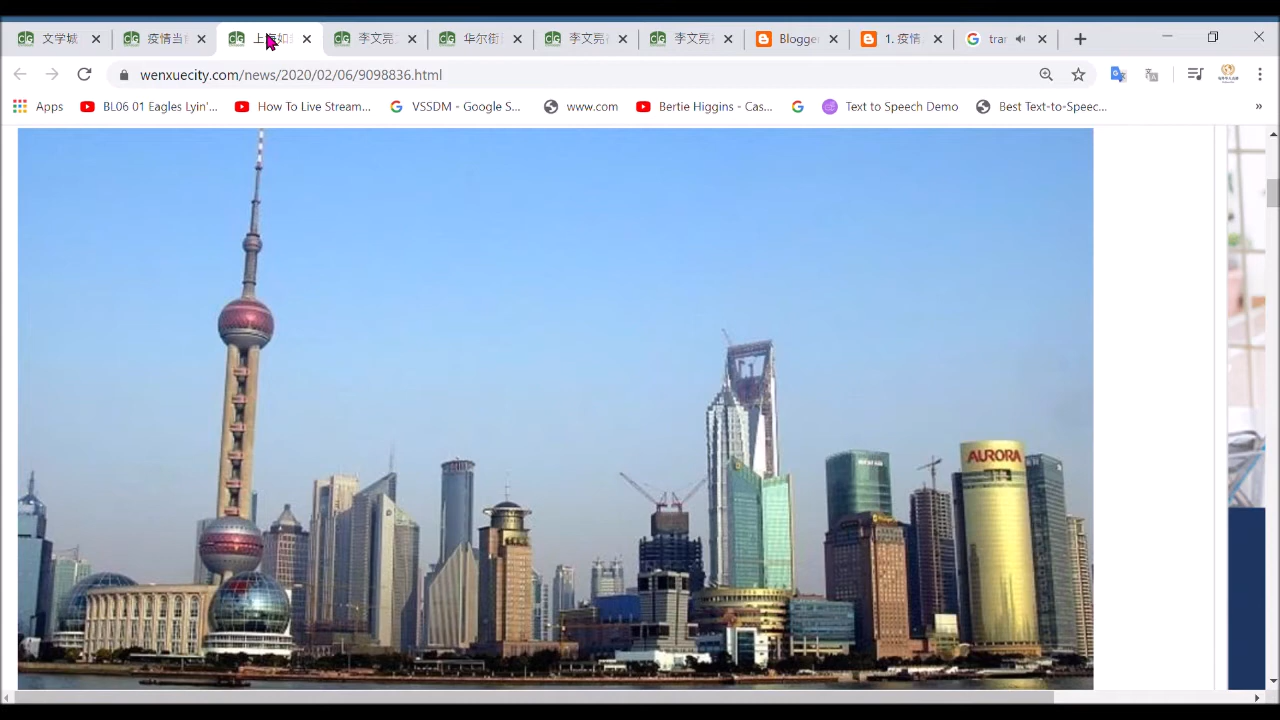 文学城
疫情当
上海如
李文亮
华尔街
李文亮
李文亮
Blogger
1. 疫情
tran
wenxuecity.com/news/2020/02/06/9098836.html
Apps
BL06 01 Eagles Lyin'...
How To Live Stream...
VSSDM' - Google S...
www.com
Bertie Higgins - Cas...
Text to Speech Demo
Best Text-to-Speec...
»
AURORA